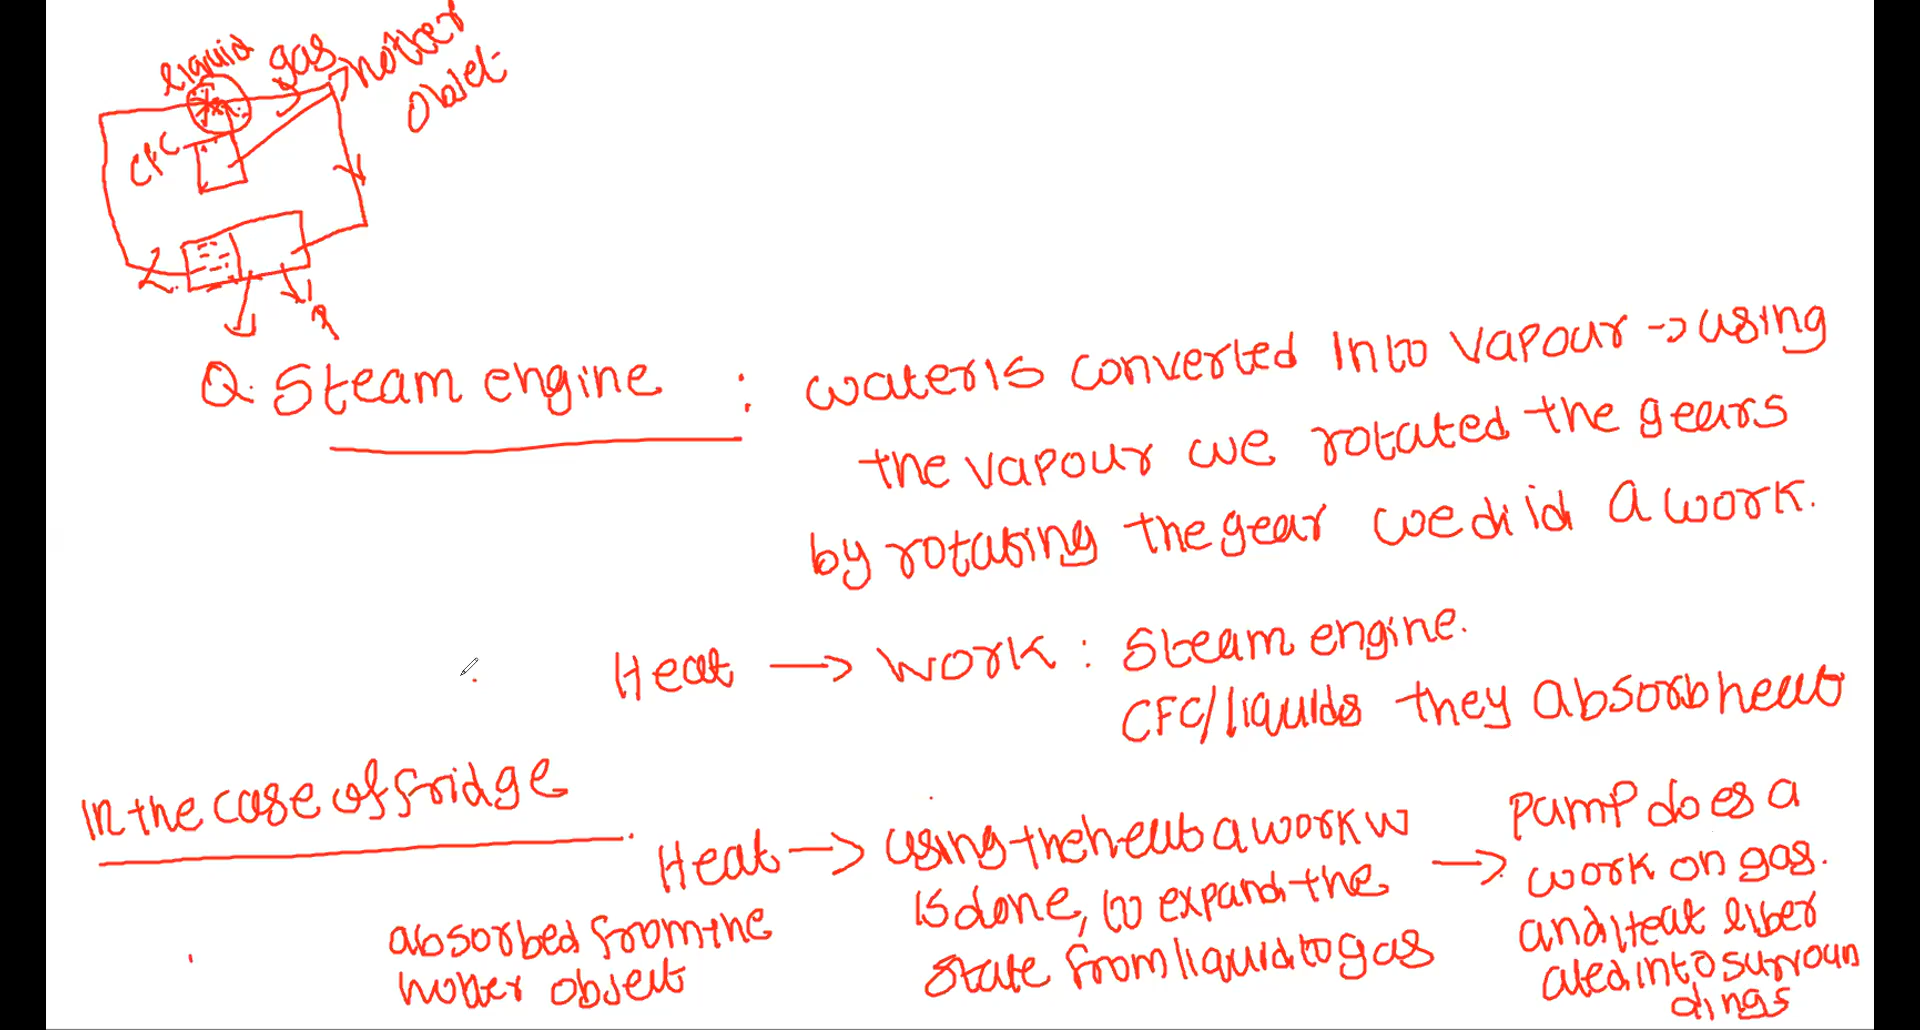 liquid gas hotter
Object
CFC
Q. Steam engine : water is converted into vapour → using
the vapour we rotated the gears
by rotating the gear we did a work.
Heat → work : Steam engine.
CFC/liquids they absorb heat
In the case of fridge
Heat → using the heat a work w → pump does a
is done, to expand the work on gas.
absorbed from the state from liquid to gas and Heat liber
hotter object ated into surroun
dings